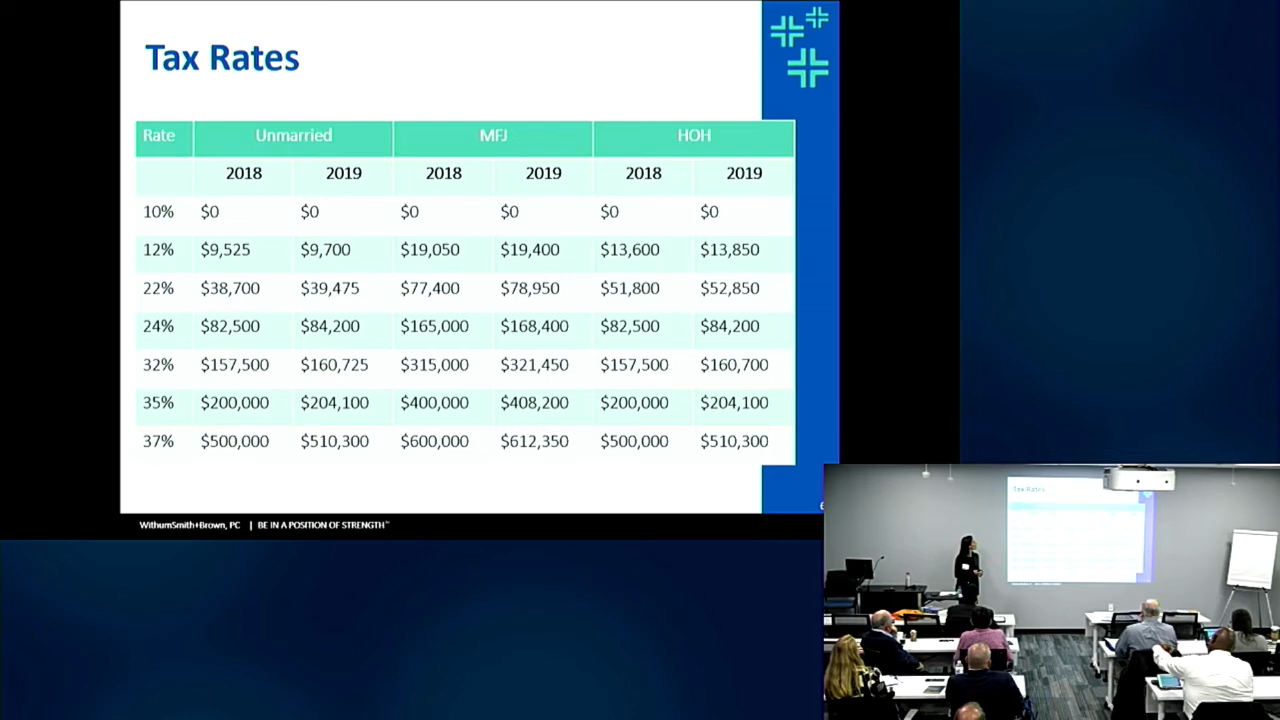 Tax Rates
Rate Unmarried MFJ HOH
2018 2019 2018 2019 2018 2019
10% $0 $0 $0 $0 $0 $0
12% $9,525 $9,700 $19,050 $19,400 $13,600 $13,850
22% $38,700 $39,475 $77,400 $78,950 $51,800 $52,850
24% $82,500 $84,200 $165,000 $168,400 $82,500 $84,200
32% $157,500 $160,725 $315,000 $321,450 $157,500 $160,700
35% $200,000 $204,100 $400,000 $408,200 $200,000 $204,100
37% $500,000 $510,300 $600,000 $612,350 $500,000 $510,300
WithumSmith+Brown, PC | BE IN A POSITION OF STRENGTH
Tax Rates